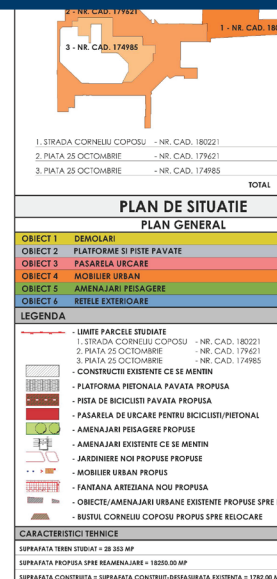 2 - NR. CAD. 179621
1 - NR. CAD. 180
3 - NR. CAD. 174985
1. STRADA CORNELIU COPOSU - NR. CAD. 180221
2. PIATA 25 OCTOMBRIE - NR. CAD. 179621
3. PIATA 25 OCTOMBRIE - NR. CAD. 174985
TOTAL
PLAN DE SITUATIE
PLAN GENERAL
OBIECT 1 DEMOLARI
OBIECT 2 PLATFORME SI PISTE PAVATE
OBIECT 3 PASARELA URCARE
OBIECT 4 MOBILIER URBAN
OBIECT 5 AMENAJARI PEISAGERE
OBIECT 6 RETELE EXTERIOARE
LEGENDA
- LIMITE PARCELE STUDIATE
1. STRADA CORNELIU COPOSU - NR. CAD. 180221
2. PIATA 25 OCTOMBRIE - NR. CAD. 179621
3. PIATA 25 OCTOMBRIE - NR. CAD. 174985
- CONSTRUCTII EXISTENTE CE SE MENTIN
- PLATFORMA PIETONALA PAVATA PROPUSA
- PISTA DE BICICLISTI PAVATA PROPUSA
- PASARELA DE URCARE PENTRU BICICLISTI/PIETONAL
- AMENAJARI PEISAGERE PROPUSE
- AMENAJARI EXISTENTE CE SE MENTIN
- JARDINIERE NOI PROPUSE PROPUSE
- MOBILIER URBAN PROPUS
- FANTANA ARTEZIANA NOU PROPUSA
- OBIECTE/AMENAJARI URBANE EXISTENTE PROPUSE SPRE
- BUSTUL CORNELIU COPOSU PROPUS SPRE RELOCARE
CARACTERISTICI TEHNICE
SUPRAFATA TEREN STUDIAT = 28 353 MP
SUPRAFATA PROPUSA SPRE REAMENAJARE = 18250.00 MP
SUPRAFATA CONSTRUITA = SUPRAFATA CONSTRUIT-DESFASURATA EXISTENTA = 1782.00